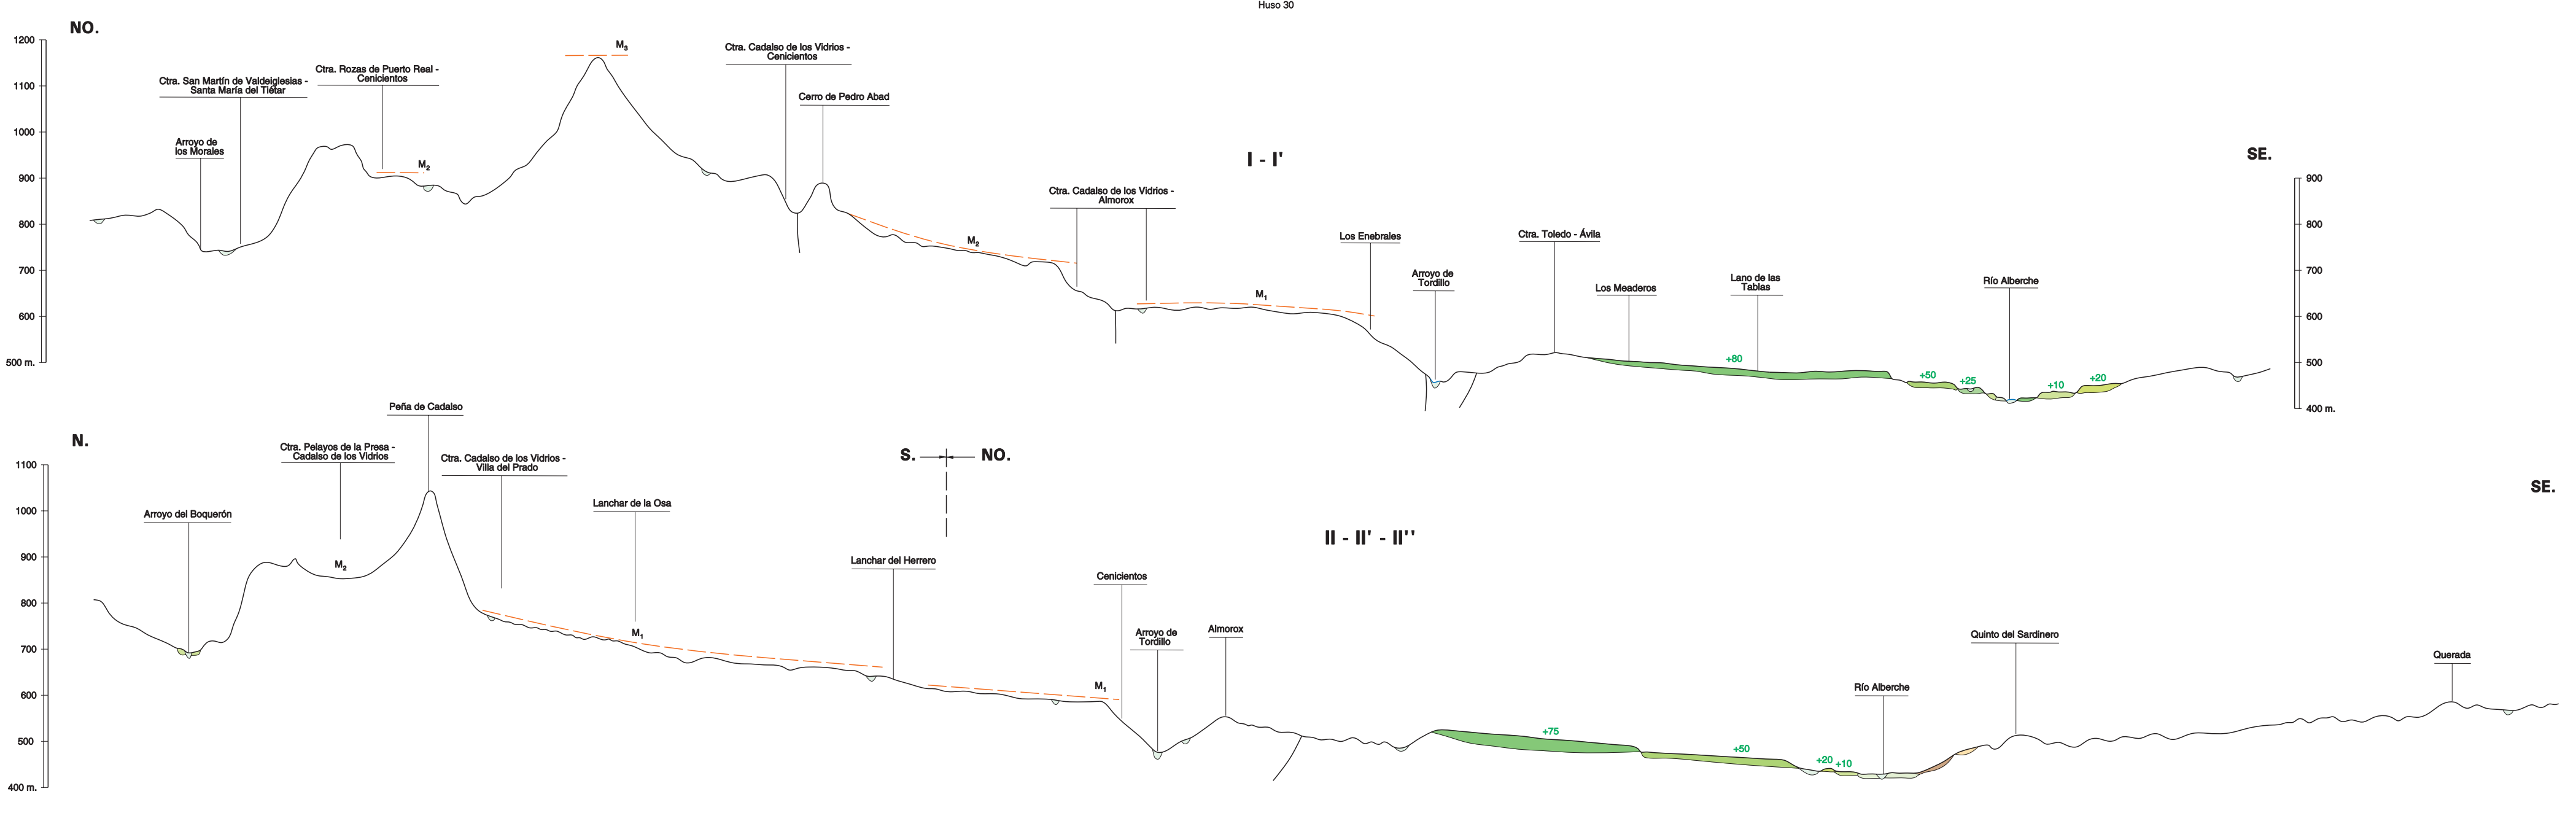 Huso 30
NO.
1200
1100
1000
900
800
700
600
500 m.
Ctra. San Martín de Valdeiglesias -
Santa María del Tiétar
Arroyo de
los Morales
Ctra. Rozas de Puerto Real -
Cenicientos
M2
M3
Ctra. Cadalso de los Vidrios -
Cenicientos
Cerro de Pedro Abad
M2
Ctra. Cadalso de los Vidrios -
Almorox
I - I'
M1
Los Enebrales
Arroyo de
Tordillo
Ctra. Toledo - Ávila
Los Meaderos
Lano de las
Tablas
+80
+50
+25
Río Alberche
+10
+20
SE.
900
800
700
600
500
400 m.
N.
1100
1000
900
800
700
600
500
400 m.
Arroyo del Boquerón
Ctra. Pelayos de la Presa -
Cadalso de los Vidrios
M2
Peña de Cadalso
Ctra. Cadalso de los Vidrios -
Villa del Prado
Lanchar de la Osa
M1
S.
NO.
Lanchar del Herrero
II - II' - II''
M1
Cenicientos
Arroyo de
Tordillo
Almorox
+75
+50
+20
+10
Río Alberche
Quinto del Sardinero
Querada
SE.